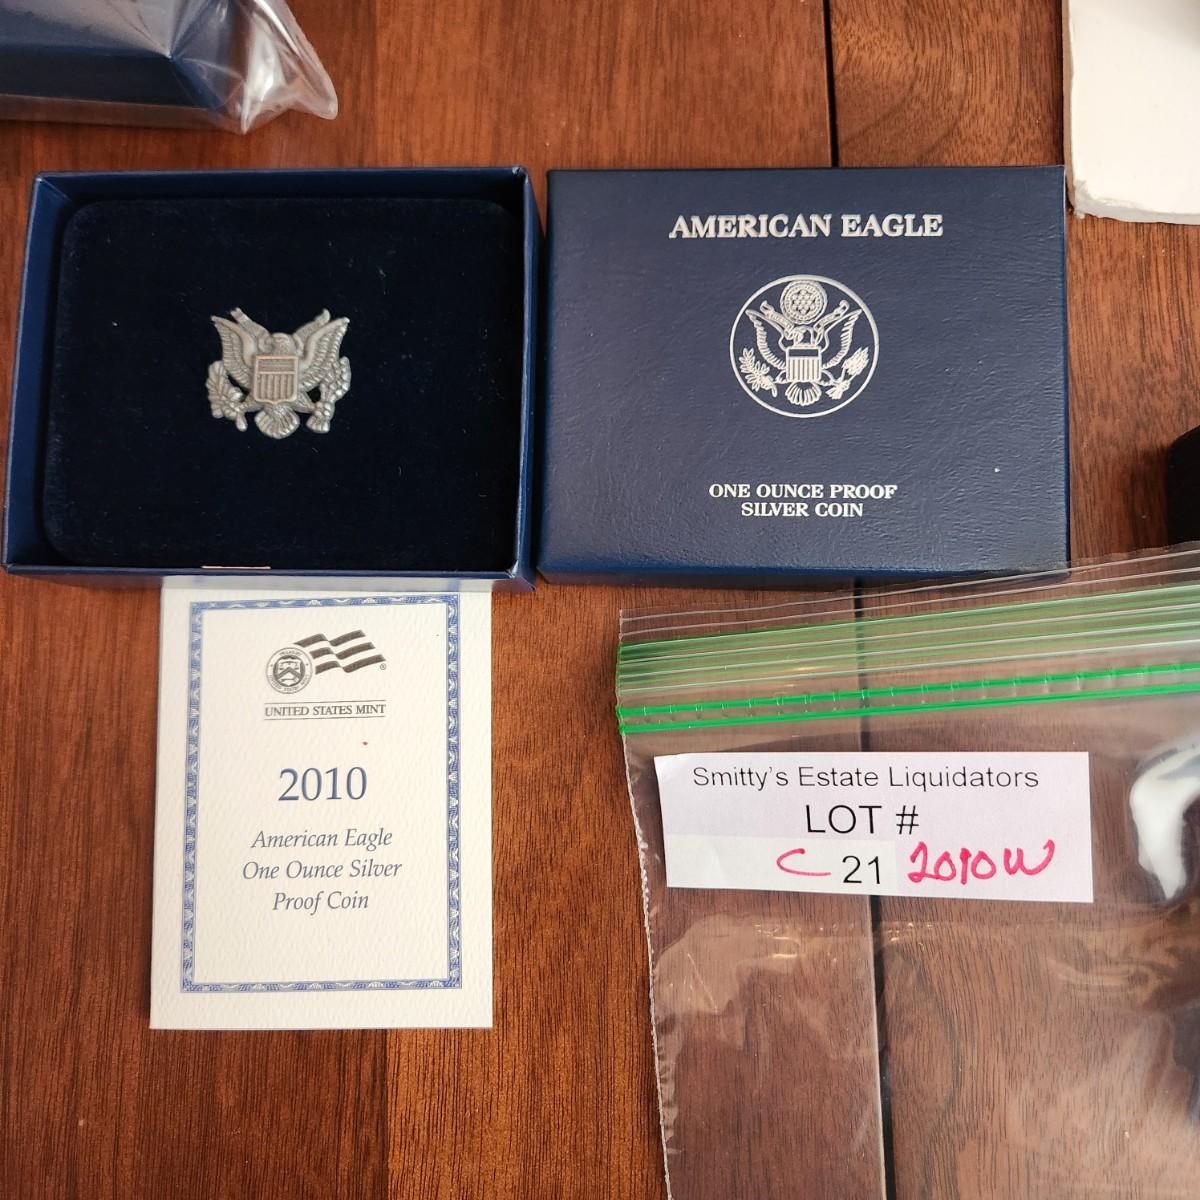 AMERICAN EAGLE
ONE OUNCE PROOF
SILVER COIN
UNITED STATES MINT
2010
American Eagle
One Ounce Silver
Proof Coin
Smitty's Estate Liquidators
LOT #
C 21 2010W